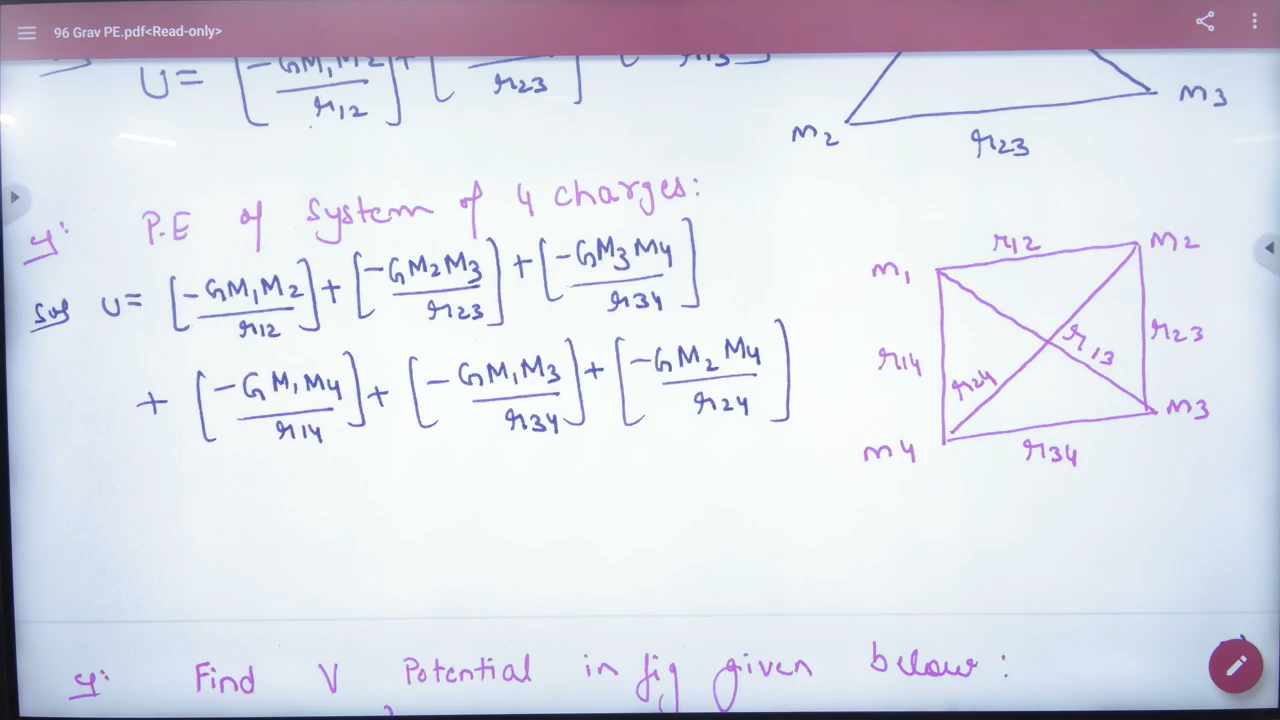 96 Grav PE.pdf<Read-only>
U = [-GM1M2/r12] + [ /r23]
m2 r23 m3
y: P.E of System of 4 charges:
Sol U = [-GM1M2/r12] + [-GM2M3/r23] + [-GM3M4/r34]
+ [-GM1M4/r14] + [-GM1M3/r34] + [-GM2M4/r24]
m1 r12 m2
r14 r24 r13 r23
m4 r34 m3
y: Find V Potential in fig given below: